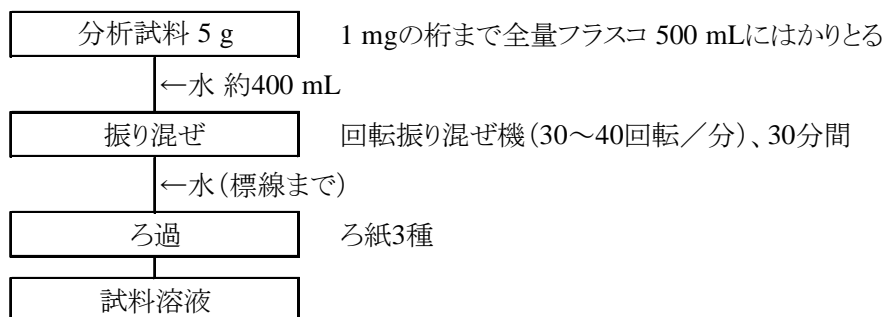 分析試料 5 g 1 mgの桁まで全量フラスコ 500 mLにはかりとる
←水 約400 mL
振り混ぜ 回転振り混ぜ機(30~40回転/分)、30分間
←水(標線まで)
ろ過 ろ紙3種
試料溶液